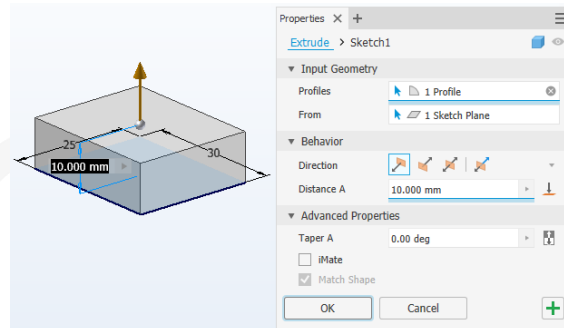 Properties × +
Extrude > Sketch1
Input Geometry
Profiles 1 Profile
From 1 Sketch Plane
Behavior
Direction
Distance A 10.000 mm
Advanced Properties
Taper A 0.00 deg
iMate
Match Shape
OK Cancel
25
30
10.000 mm